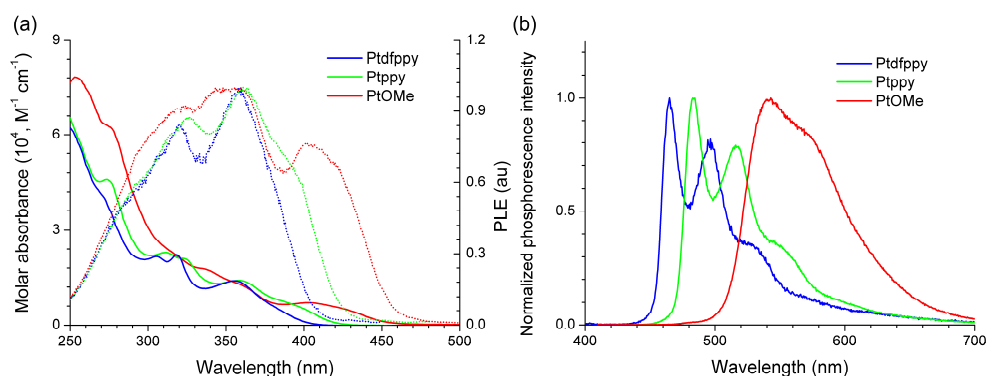 (a)
9
6
3
0
Molar absorbance (10⁴, M⁻¹ cm⁻¹)
Ptdfppy
Ptppy
PtOMe
1.2
0.9
0.6
0.3
0.0
PLE (au)
250 300 350 400 450 500
Wavelength (nm)
(b)
1.0
0.5
0.0
Normalized phosphorescence intensity
Ptdfppy
Ptppy
PtOMe
400 500 600 700
Wavelength (nm)